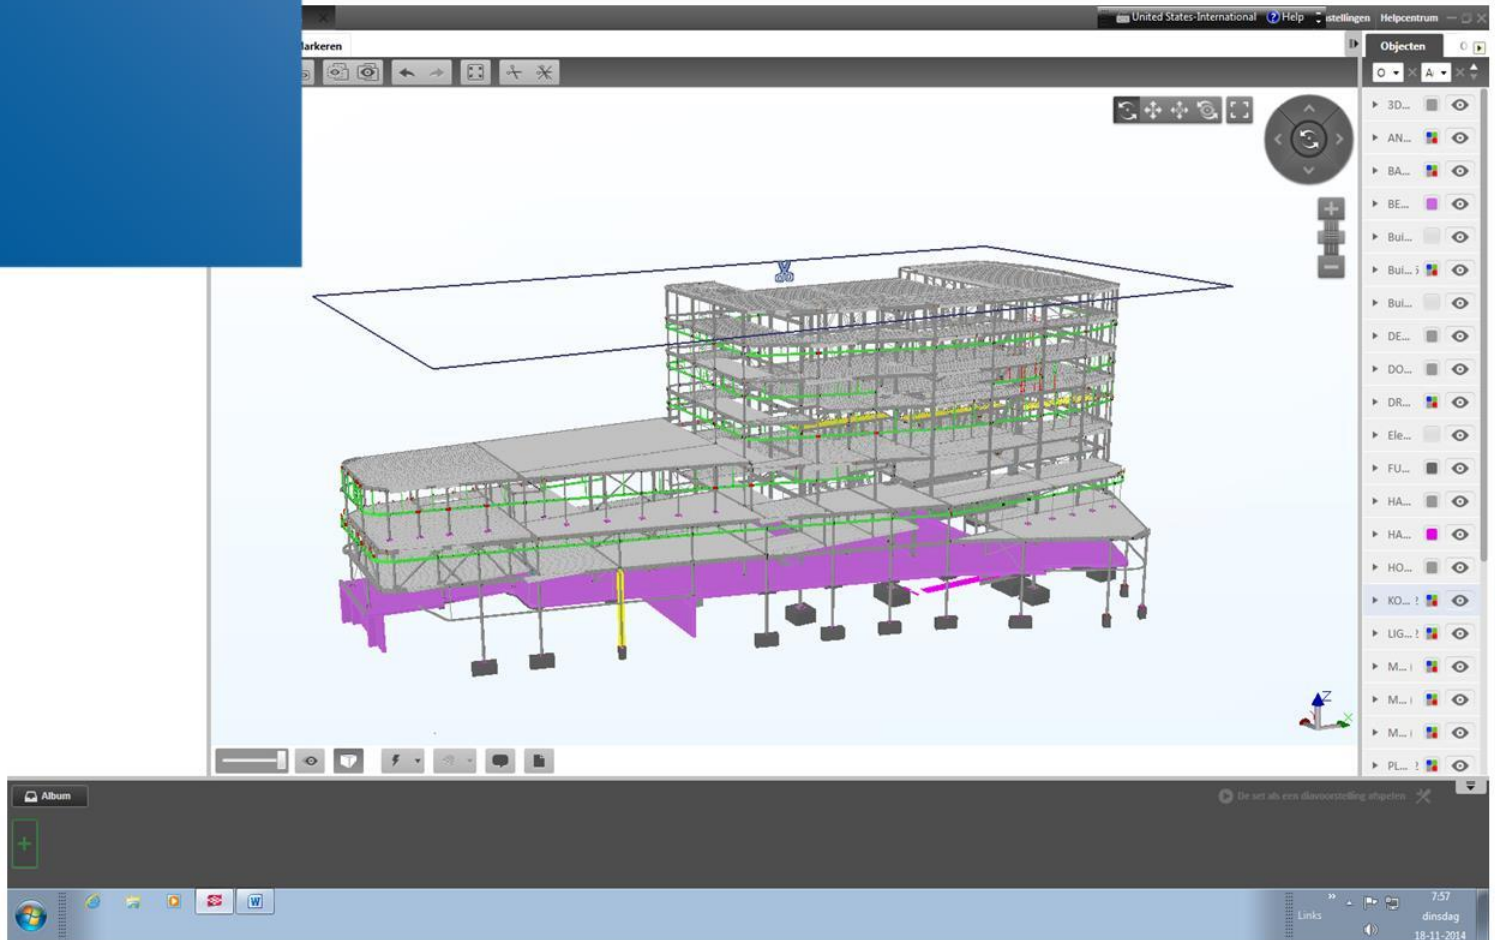 United States-International
Help
stellingen
Helpcentrum
larkeren
Objecten
O
A
3D...
AN...
BA...
BE...
Bui...
Bui...
Bui...
DE...
DO...
DR...
Ele...
FU...
HA...
HA...
HO...
KO...
LIG...
M...
M...
M...
PL...
Z
X
Album
De set als een diavoorstelling afspelen
Links
7:57
dinsdag
18-11-2014